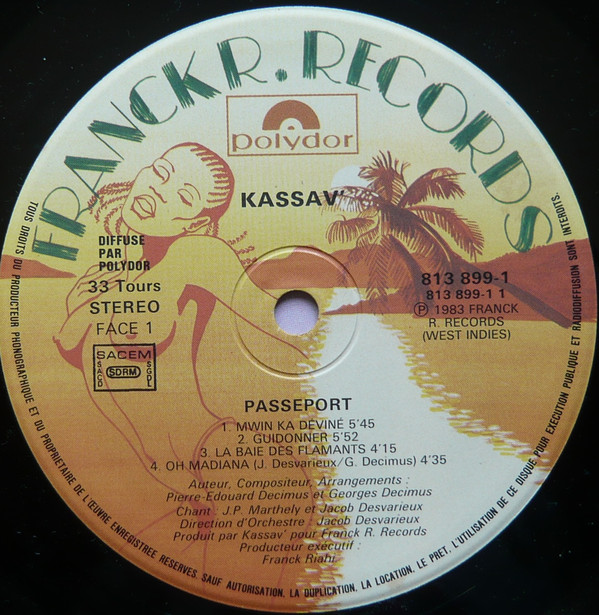 FRANCK R. RECORDS
polydor
KASSAV'
DIFFUSÉ
PAR
POLYDOR
33 Tours
STEREO
FACE 1
SACEM
SACD
SDRM
SGDL
813 899-1
813 899-1 1
Ⓟ 1983 FRANCK
R. RECORDS
(WEST INDIES)
PASSEPORT
1. MWIN KA DEVINÉ 5'45
2. GUIDONNER 5'52
3. LA BAIE DES FLAMANTS 4'15
4. OH MADIANA (J. Desvarieux/G. Decimus) 4'35
Auteur, Compositeur, Arrangements :
Pierre-Edouard Decimus et Georges Decimus
Chant : J.P. Marthely et Jacob Desvarieux
Direction d'Orchestre : Jacob Desvarieux
Produit par Kassav' pour Franck R. Records
Producteur exécutif :
Franck Riahi
TOUS DROITS DU PRODUCTEUR PHONOGRAPHIQUE ET DU PROPRIETAIRE DE L'ŒUVRE ENREGISTREE RESERVES. SAUF AUTORISATION, LA DUPLICATION, LA LOCATION, LE PRET, L'UTILISATION DE CE DISQUE POUR EXECUTION PUBLIQUE ET RADIODIFFUSION SONT INTERDITS.